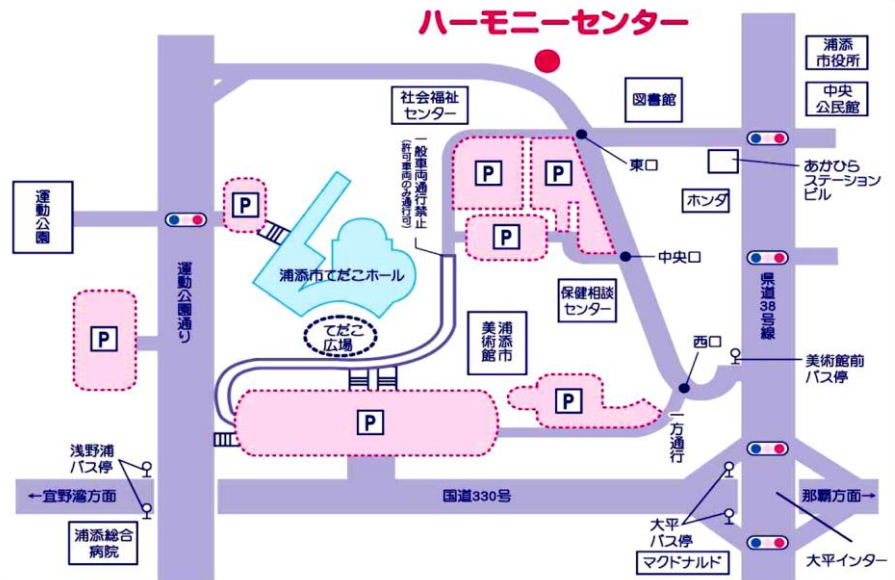 ハーモニーセンター
浦添
市役所
中央
公民館
図書館
社会福祉
センター
一般車両通行禁止
(許可車両のみ通行可)
P
P
東口
あかひら
ステーション
ビル
ホンダ
運動公園
P
P
中央口
浦添市てだこホール
運動公園通り
保健相談
センター
県道38号線
てだこ
広場
浦添市
美術館
P
西口
美術館前
バス停
P
P
一方通行
浅野浦
バス停
←宜野湾方面
国道330号
那覇方面→
浦添総合
病院
大平
バス停
マクドナルド
大平インター